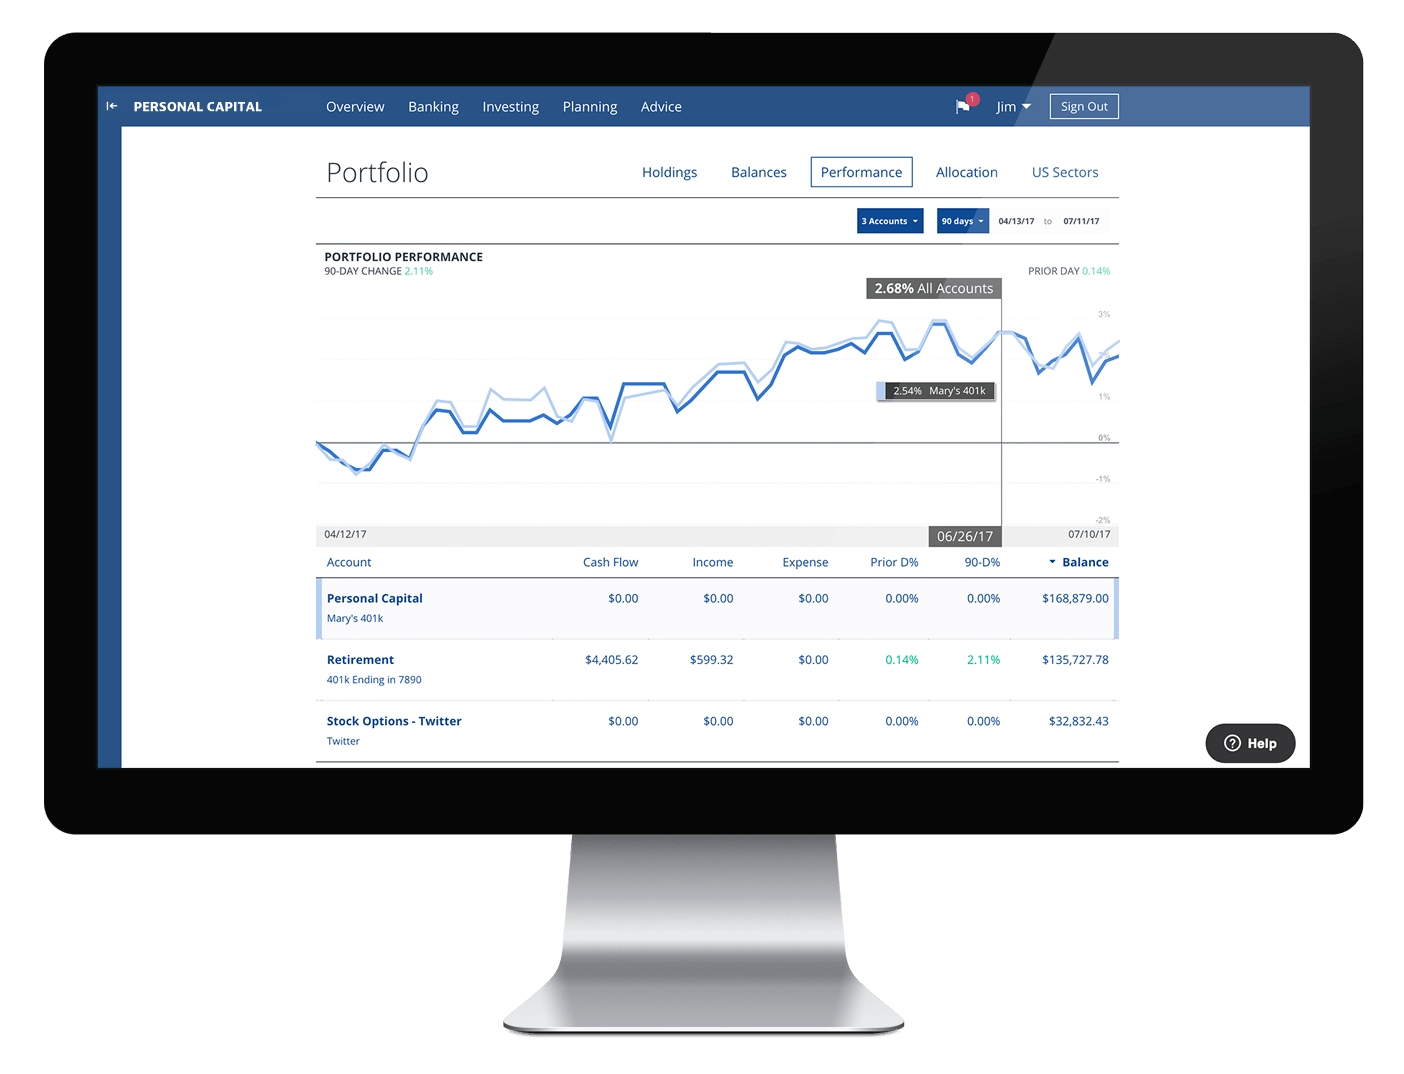 PERSONAL CAPITAL Overview Banking Investing Planning Advice 1 Jim Sign Out
Portfolio Holdings Balances Performance Allocation US Sectors
3 Accounts 90 days 04/13/17 to 07/11/17
PORTFOLIO PERFORMANCE
90-DAY CHANGE 2.11% PRIOR DAY 0.14%
2.68% All Accounts
3%
2%
2.54% Mary's 401k
1%
0%
-1%
-2%
04/12/17 06/26/17 07/10/17
Account Cash Flow Income Expense Prior D% 90-D% Balance
Personal Capital $0.00 $0.00 $0.00 0.00% 0.00% $168,879.00
Mary's 401k
Retirement $4,405.62 $599.32 $0.00 0.14% 2.11% $135,727.78
401k Ending in 7890
Stock Options - Twitter $0.00 $0.00 $0.00 0.00% 0.00% $32,832.43
Twitter
? Help